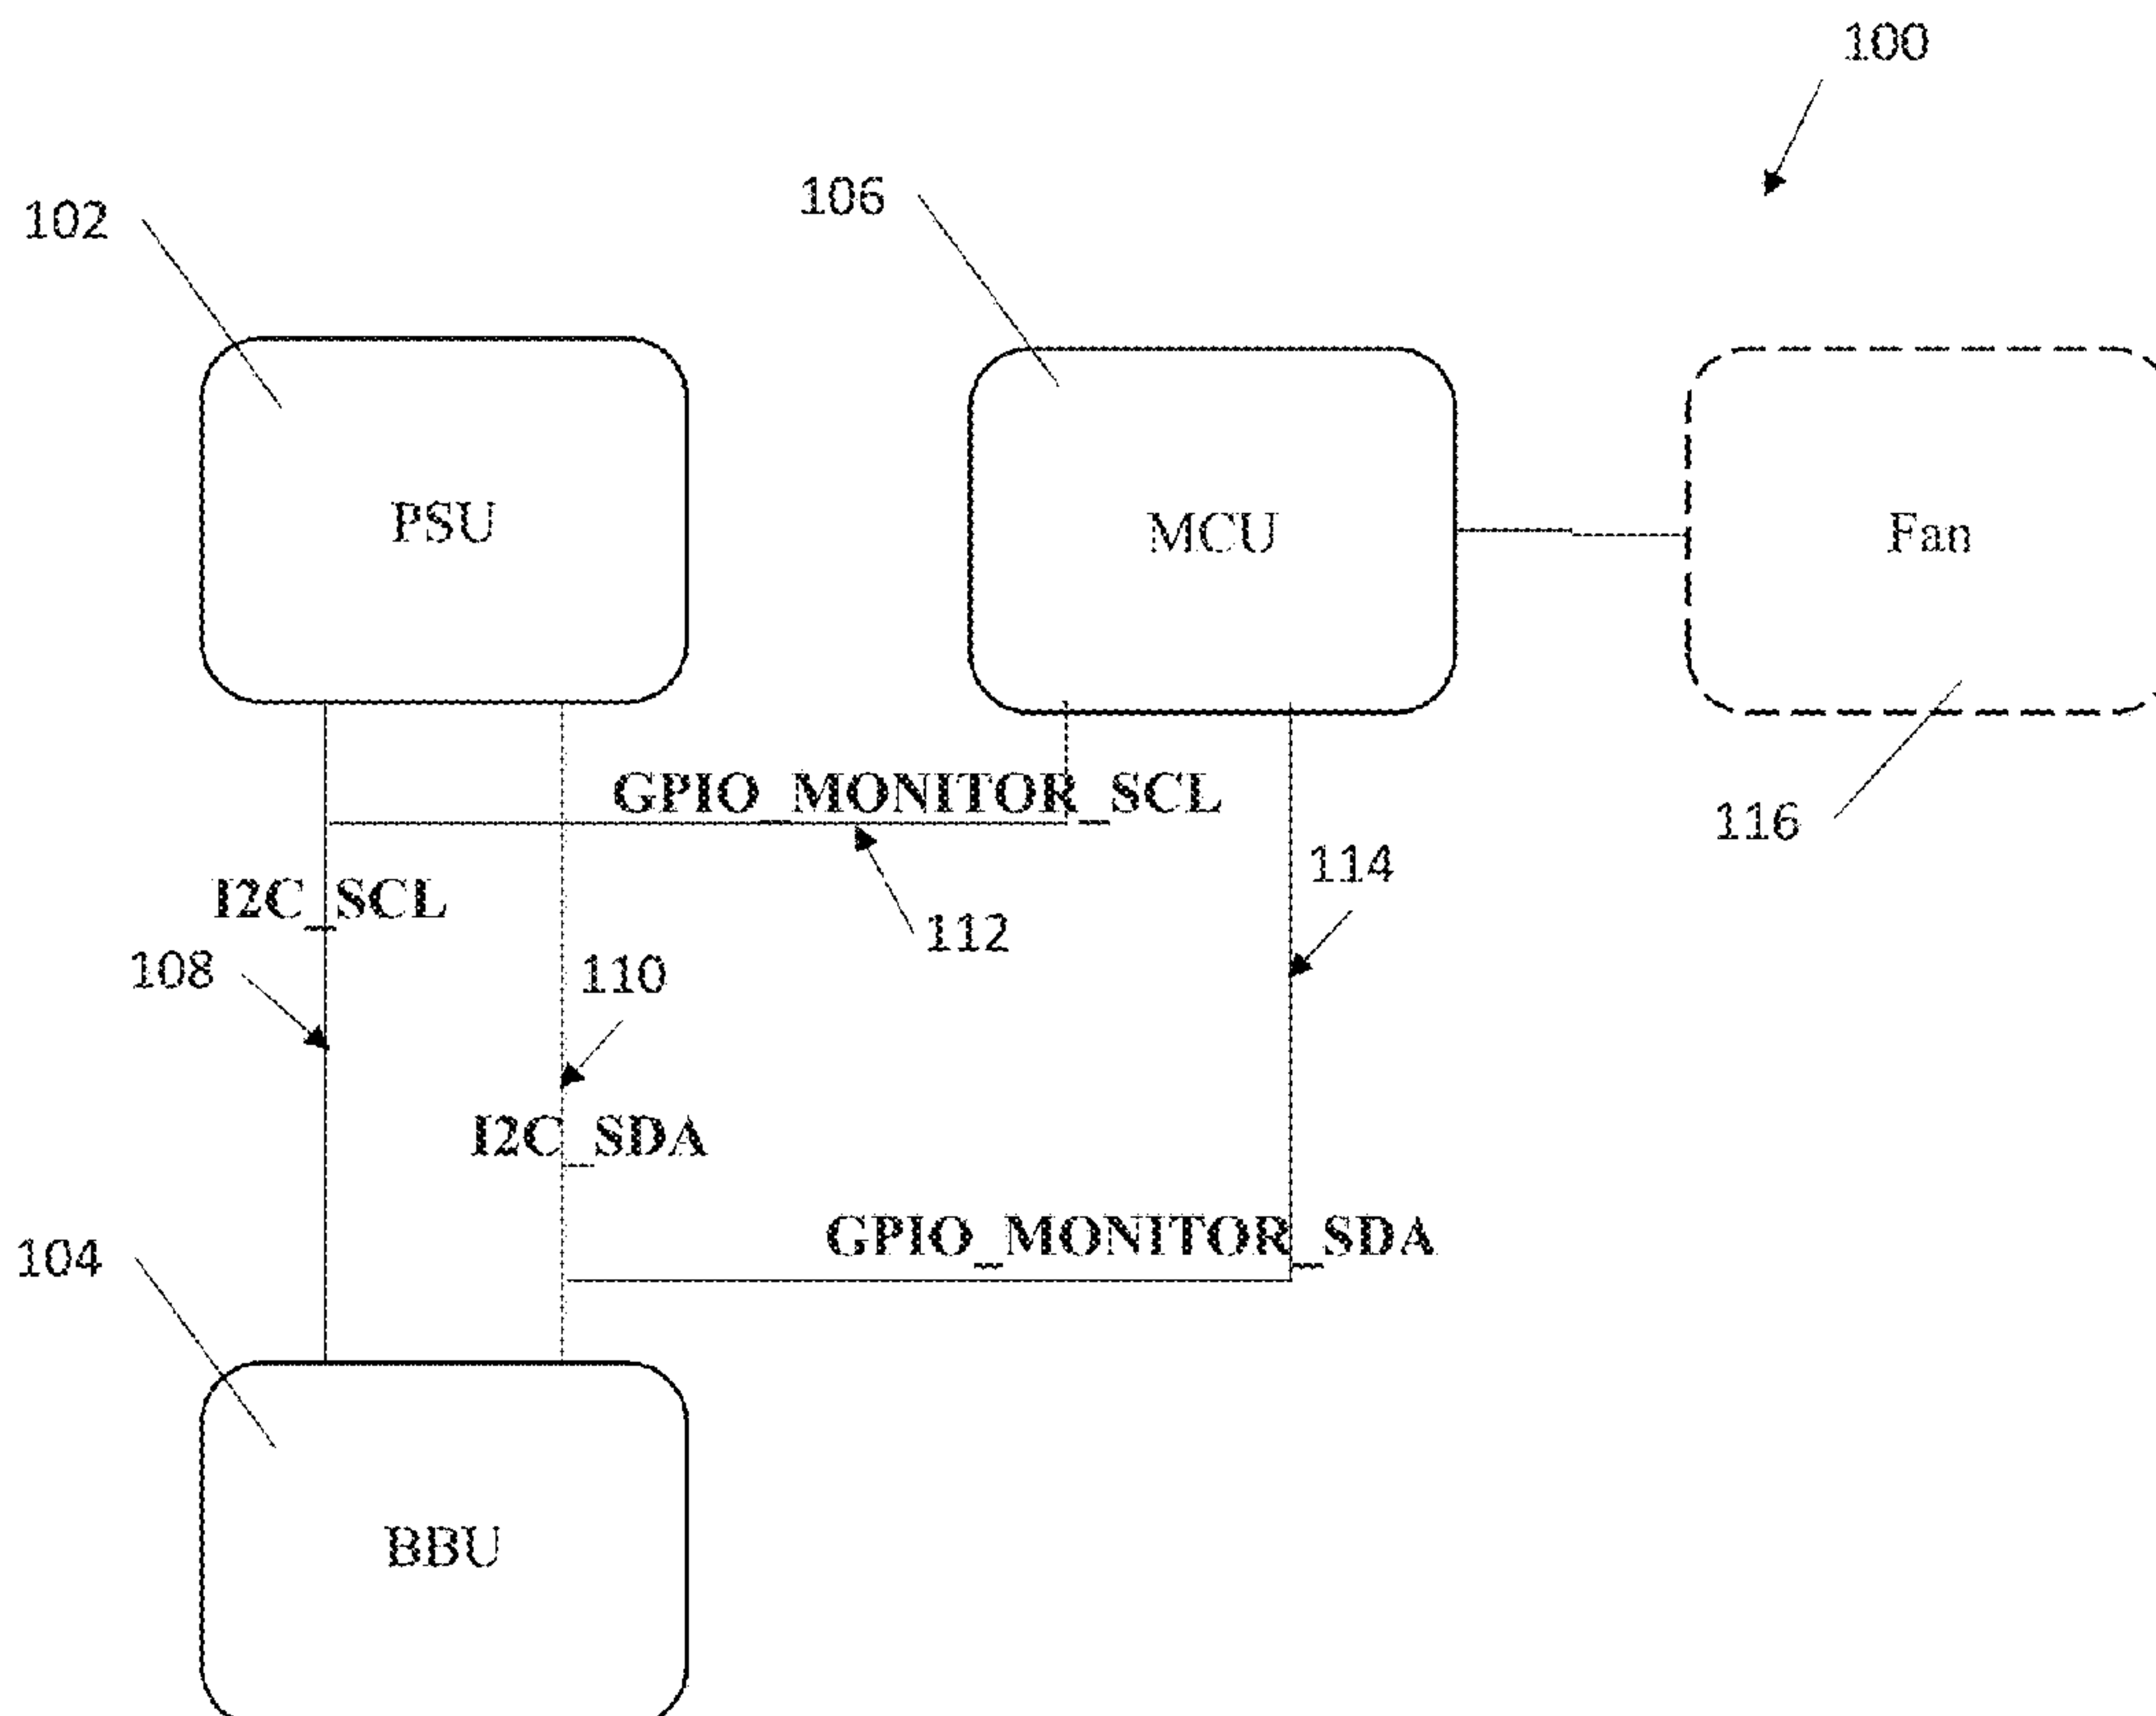 100
106
102
PSU
MCU
Fan
GPIO_MONITOR_SCL
116
114
I2C_SCL
112
108
110
I2C_SDA
GPIO_MONITOR_SDA
104
BBU